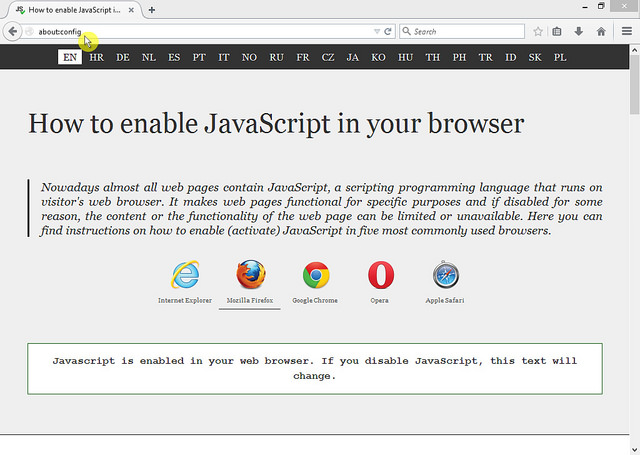 How to enable JavaScript i...
about:config
Search
EN HR DE NL ES PT IT NO RU FR CZ JA KO HU TH PH TR ID SK PL
How to enable JavaScript in your browser
Nowadays almost all web pages contain JavaScript, a scripting programming language that runs on
visitor's web browser. It makes web pages functional for specific purposes and if disabled for some
reason, the content or the functionality of the web page can be limited or unavailable. Here you can
find instructions on how to enable (activate) JavaScript in five most commonly used browsers.
Internet Explorer Mozilla Firefox Google Chrome Opera Apple Safari
Javascript is enabled in your web browser. If you disable JavaScript, this text will
change.